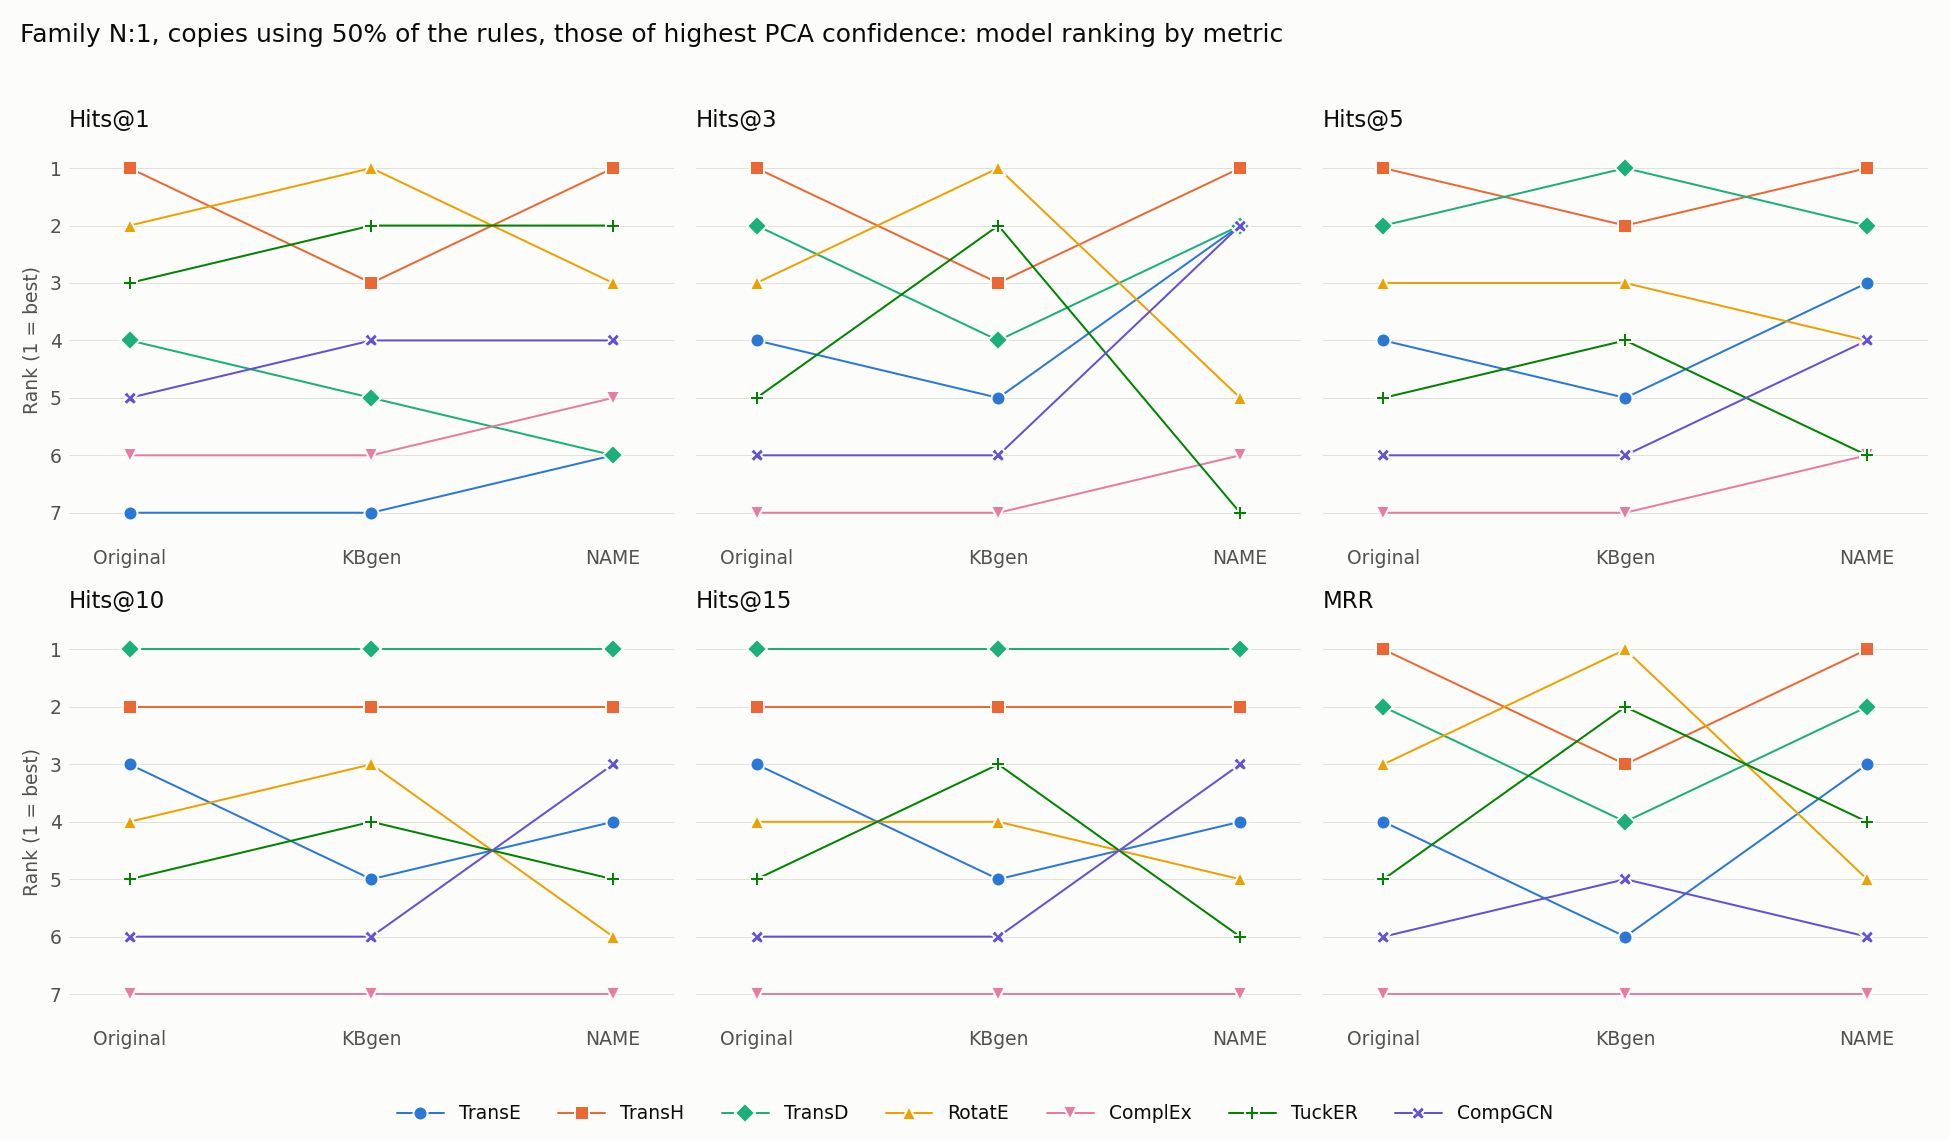 Family N:1, copies using 50% of the rules, those of highest PCA confidence: model ranking by metric
Hits@1
Hits@3
Hits@5
Rank (1 = best)
1
2
3
4
5
6
7
Original KBgen NAME
Original KBgen NAME
Original KBgen NAME
Hits@10
Hits@15
MRR
Rank (1 = best)
1
2
3
4
5
6
7
Original KBgen NAME
Original KBgen NAME
Original KBgen NAME
TransE TransH TransD RotatE ComplEx TuckER CompGCN